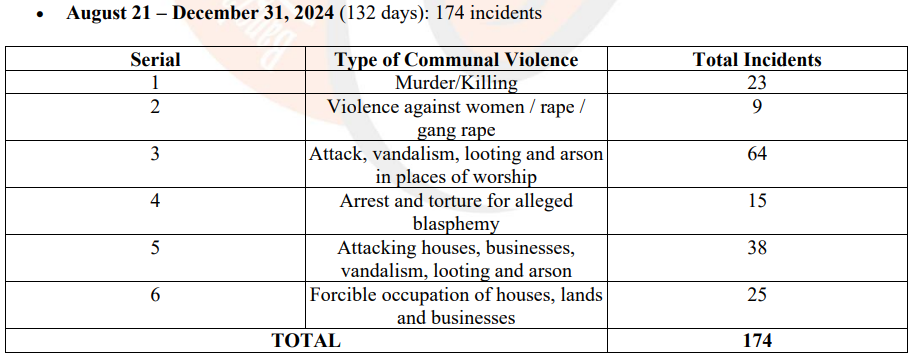 • August 21 – December 31, 2024 (132 days): 174 incidents
Serial Type of Communal Violence Total Incidents
1 Murder/Killing 23
2 Violence against women / rape / 9
gang rape
3 Attack, vandalism, looting and arson 64
in places of worship
4 Arrest and torture for alleged 15
blasphemy
5 Attacking houses, businesses, 38
vandalism, looting and arson
6 Forcible occupation of houses, lands 25
and businesses
TOTAL 174